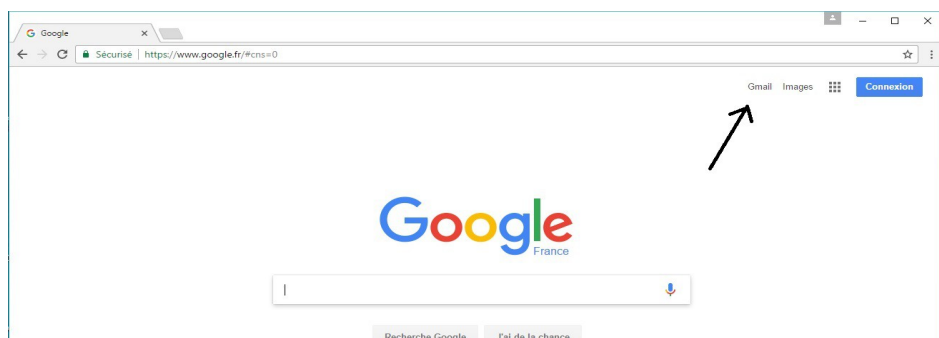 Google
Sécurisé | https://www.google.fr/#cns=0
Gmail Images Connexion
Google
France
Recherche Google J'ai de la chance